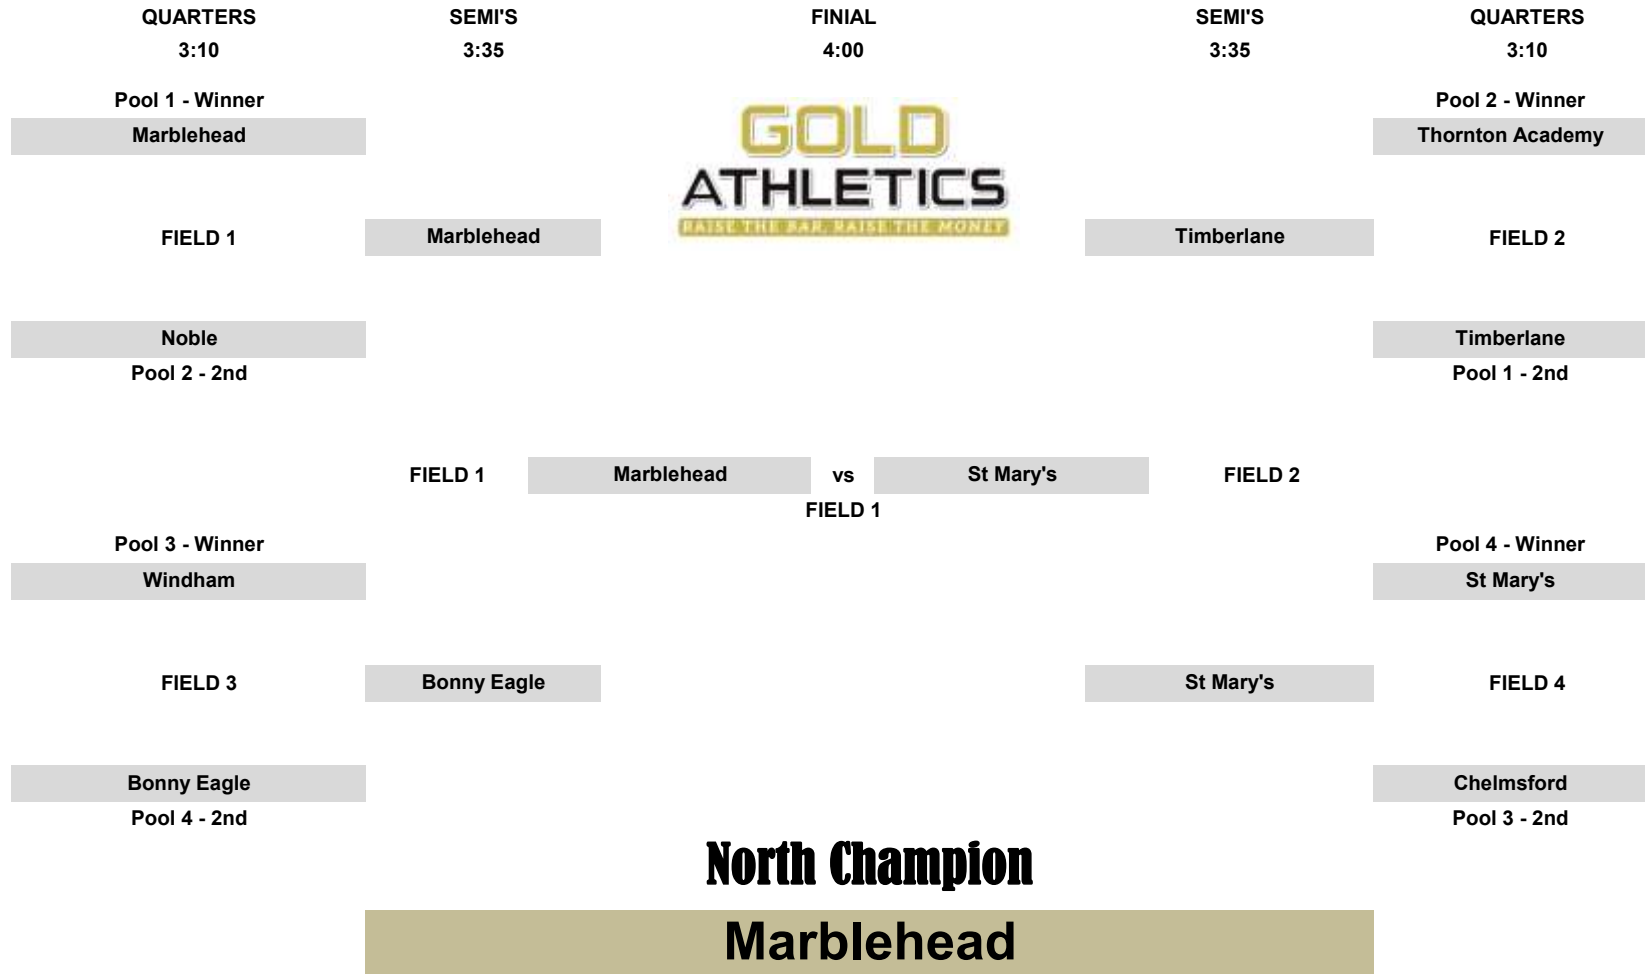 QUARTERS SEMI'S FINIAL SEMI'S QUARTERS
3:10 3:35 4:00 3:35 3:10
Pool 1 - Winner Pool 2 - Winner
Marblehead Thornton Academy
GOLD
ATHLETICS
RAISE THE BAR, RAISE THE MONEY
FIELD 1 Marblehead Timberlane FIELD 2
Noble Timberlane
Pool 2 - 2nd Pool 1 - 2nd
FIELD 1 Marblehead vs St Mary's FIELD 2
FIELD 1
Pool 3 - Winner Pool 4 - Winner
Windham St Mary's
FIELD 3 Bonny Eagle St Mary's FIELD 4
Bonny Eagle Chelmsford
Pool 4 - 2nd Pool 3 - 2nd
North Champion
Marblehead